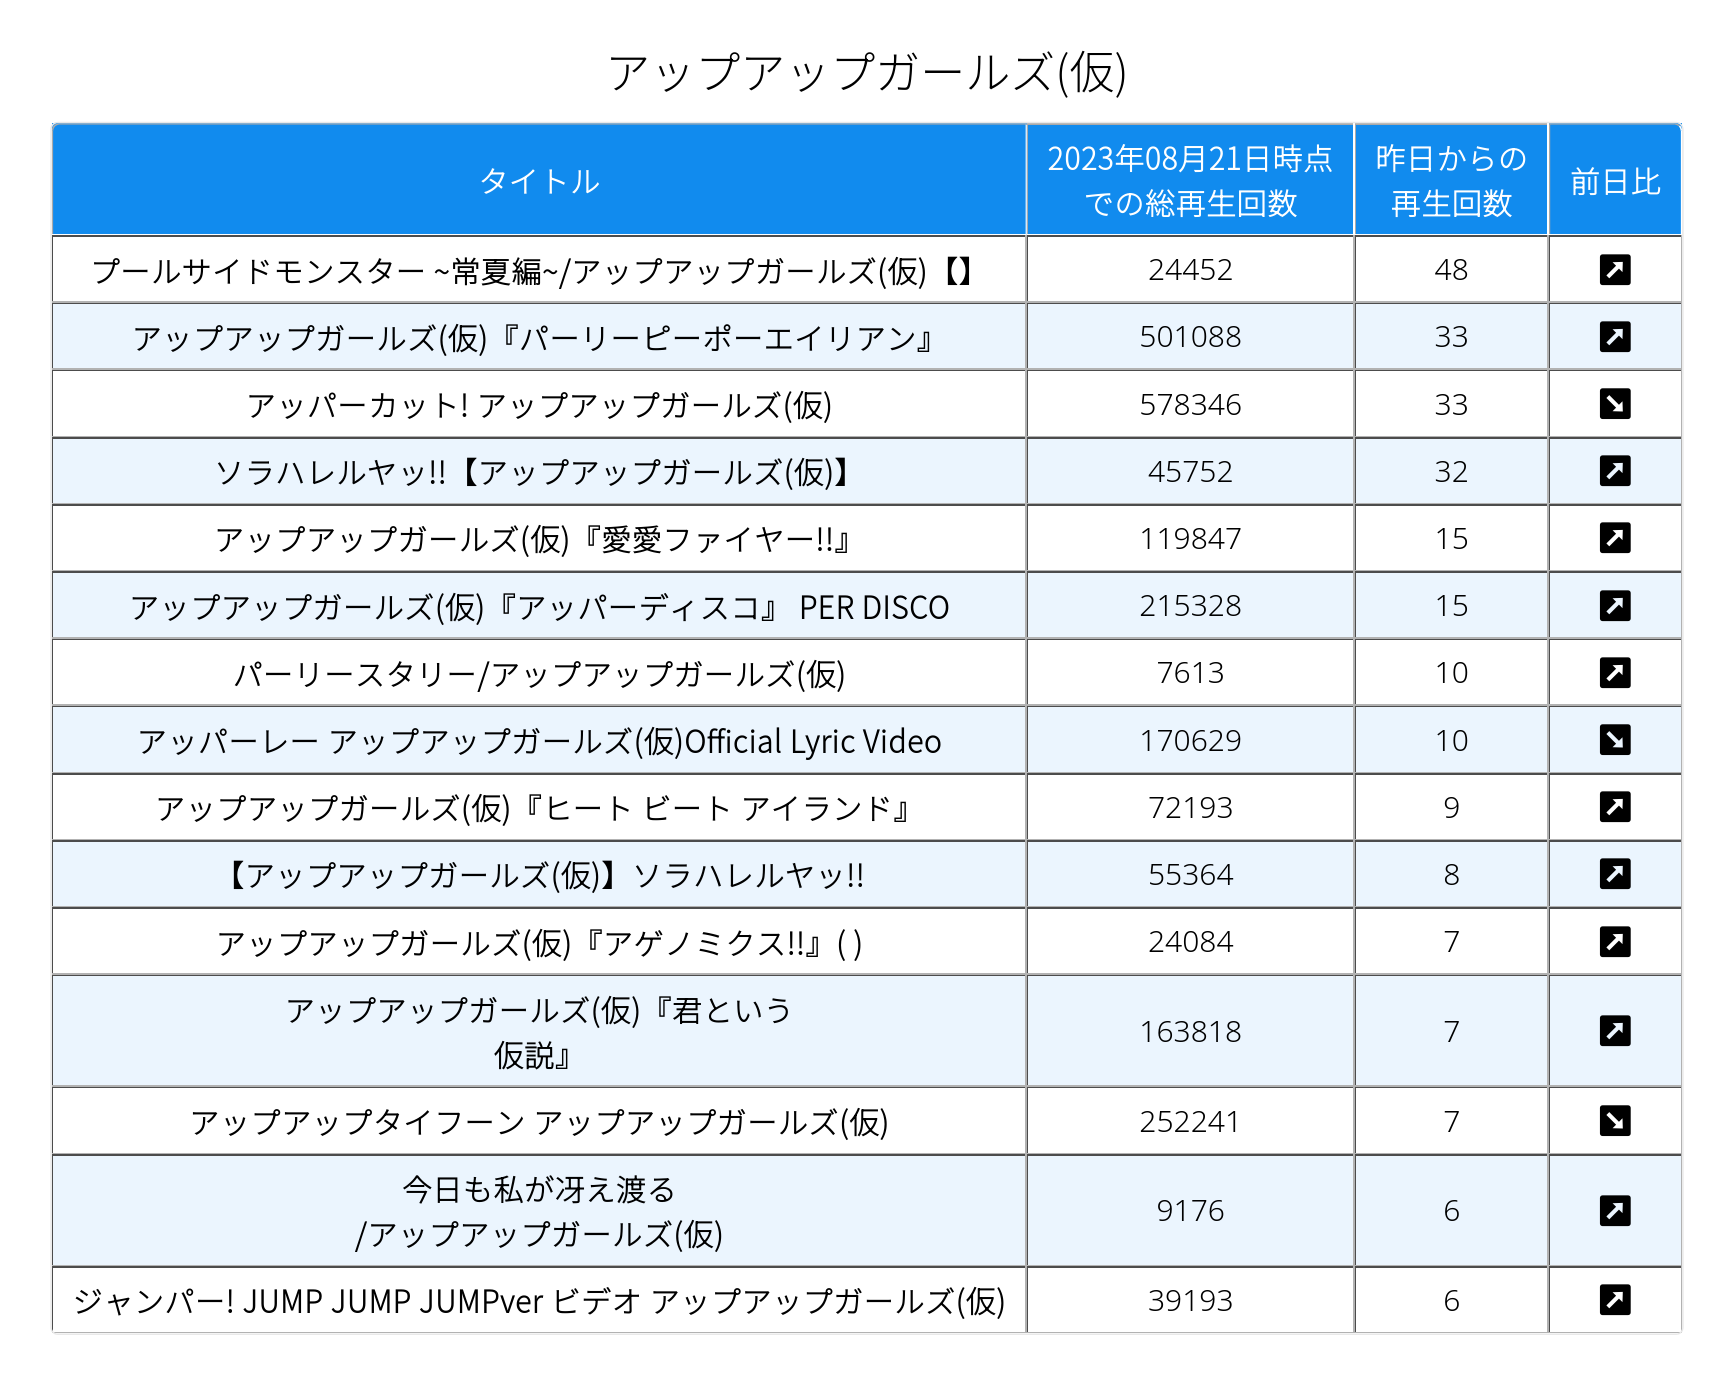 アップアップガールズ(仮)
タイトル 2023年08月21日時点 昨日からの 前日比
での総再生回数 再生回数
プールサイドモンスター ~常夏編~/アップアップガールズ(仮)【】 24452 48
アップアップガールズ(仮)『パーリーピーポーエイリアン』 501088 33
アッパーカット! アップアップガールズ(仮) 578346 33
ソラハレルヤッ!!【アップアップガールズ(仮)】 45752 32
アップアップガールズ(仮)『愛愛ファイヤー!!』 119847 15
アップアップガールズ(仮)『アッパーディスコ』 PER DISCO 215328 15
パーリースタリー/アップアップガールズ(仮) 7613 10
アッパーレー アップアップガールズ(仮)Official Lyric Video 170629 10
アップアップガールズ(仮)『ヒート ビート アイランド』 72193 9
【アップアップガールズ(仮)】ソラハレルヤッ!! 55364 8
アップアップガールズ(仮)『アゲノミクス!!』( ) 24084 7
アップアップガールズ(仮)『君という
仮説』 163818 7
アップアップタイフーン アップアップガールズ(仮) 252241 7
今日も私が冴え渡る
/アップアップガールズ(仮) 9176 6
ジャンパー! JUMP JUMP JUMPver ビデオ アップアップガールズ(仮) 39193 6